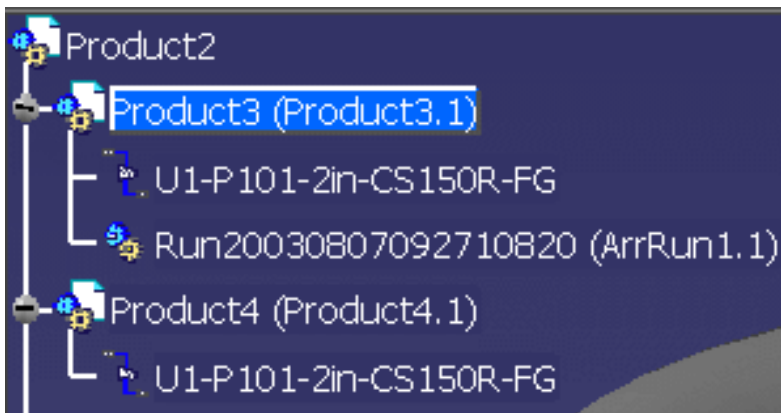 Product2
Product3 (Product3.1)
U1-P101-2in-CS150R-FG
Run20030807092710820 (ArrRun1.1)
Product4 (Product4.1)
U1-P101-2in-CS150R-FG